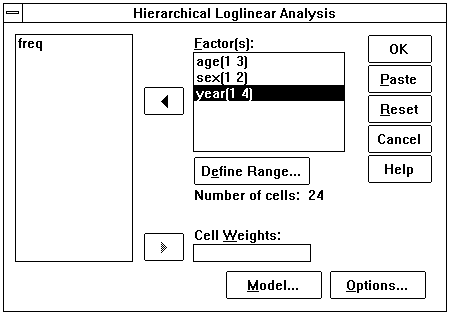 Hierarchical Loglinear Analysis
freq
Factor(s):
age(1 3)
sex(1 2)
year(1 4)
Define Range...
Number of cells: 24
Cell Weights:
Model...
Options...
OK
Paste
Reset
Cancel
Help